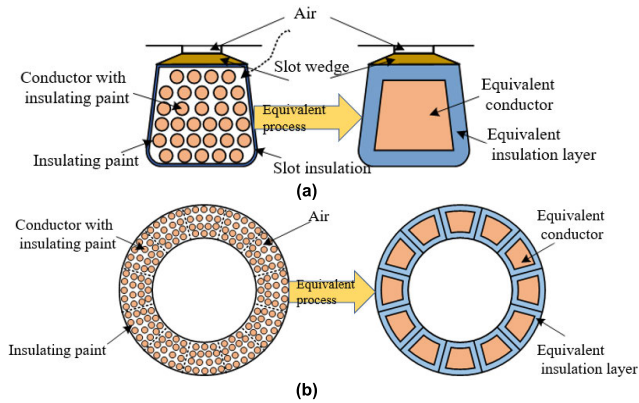 Air
Slot wedge
Conductor with
insulating paint
Equivalent
process
Equivalent
conductor
Insulating paint
Slot insulation
Equivalent
insulation layer
(a)
Conductor with
insulating paint
Air
Equivalent
conductor
Equivalent
process
Insulating paint
Equivalent
insulation layer
(b)